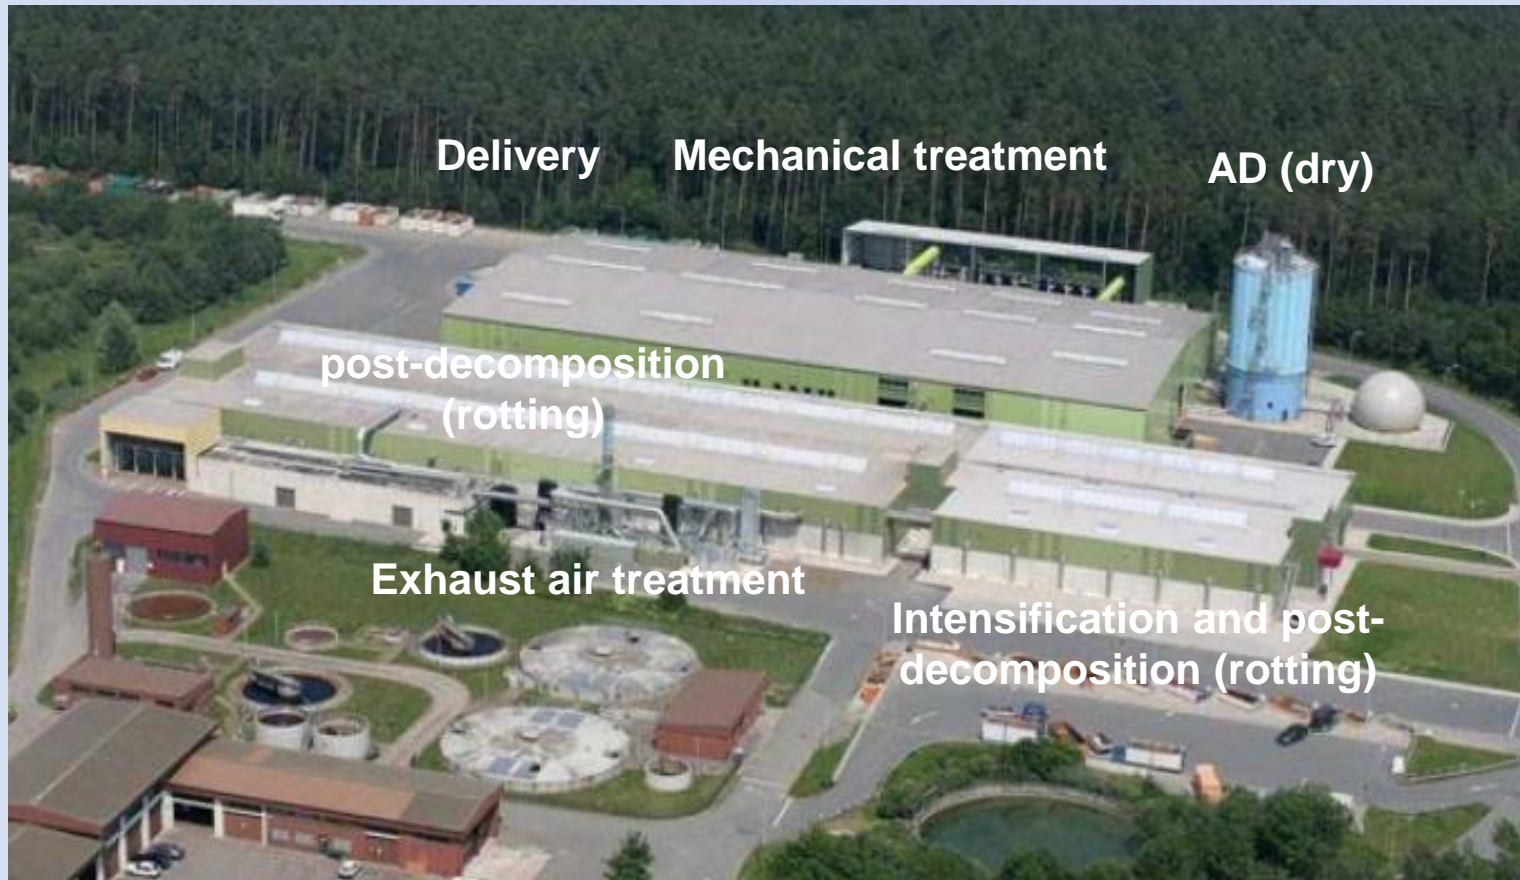 Delivery
Mechanical treatment
AD (dry)
post-decomposition
(rotting)
Exhaust air treatment
Intensification and post-
decomposition (rotting)